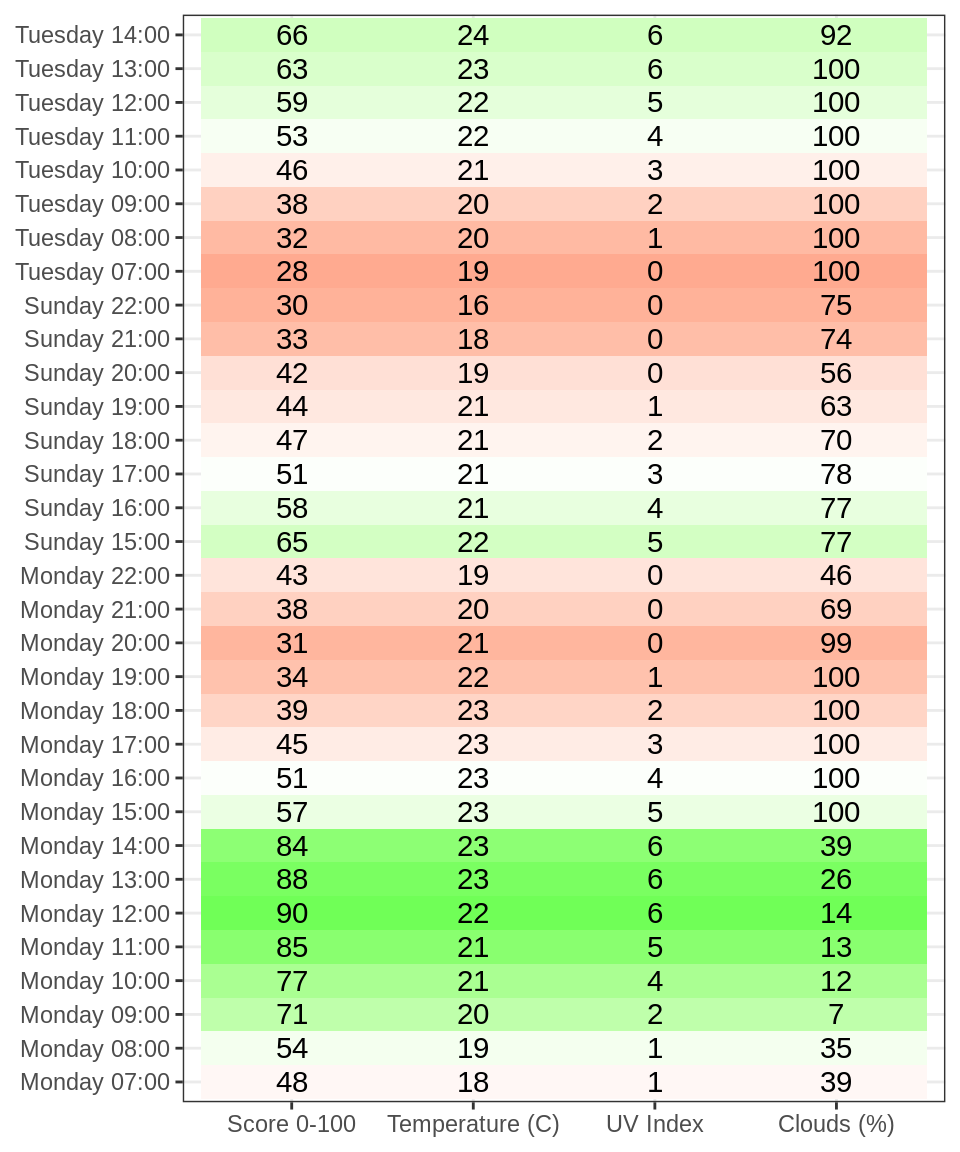 Tuesday 14:00 66 24 6 92
Tuesday 13:00 63 23 6 100
Tuesday 12:00 59 22 5 100
Tuesday 11:00 53 22 4 100
Tuesday 10:00 46 21 3 100
Tuesday 09:00 38 20 2 100
Tuesday 08:00 32 20 1 100
Tuesday 07:00 28 19 0 100
Sunday 22:00 30 16 0 75
Sunday 21:00 33 18 0 74
Sunday 20:00 42 19 0 56
Sunday 19:00 44 21 1 63
Sunday 18:00 47 21 2 70
Sunday 17:00 51 21 3 78
Sunday 16:00 58 21 4 77
Sunday 15:00 65 22 5 77
Monday 22:00 43 19 0 46
Monday 21:00 38 20 0 69
Monday 20:00 31 21 0 99
Monday 19:00 34 22 1 100
Monday 18:00 39 23 2 100
Monday 17:00 45 23 3 100
Monday 16:00 51 23 4 100
Monday 15:00 57 23 5 100
Monday 14:00 84 23 6 39
Monday 13:00 88 23 6 26
Monday 12:00 90 22 6 14
Monday 11:00 85 21 5 13
Monday 10:00 77 21 4 12
Monday 09:00 71 20 2 7
Monday 08:00 54 19 1 35
Monday 07:00 48 18 1 39
Score 0-100 Temperature (C) UV Index Clouds (%)